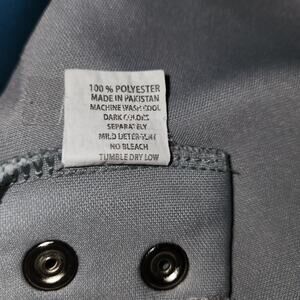 100 % POLYESTER
MADE IN PAKISTAN
MACHINE WASH COOL
DARK COLORS
SEPARATELY
MILD DETERGENT
NO BLEACH
TUMBLE DRY LOW